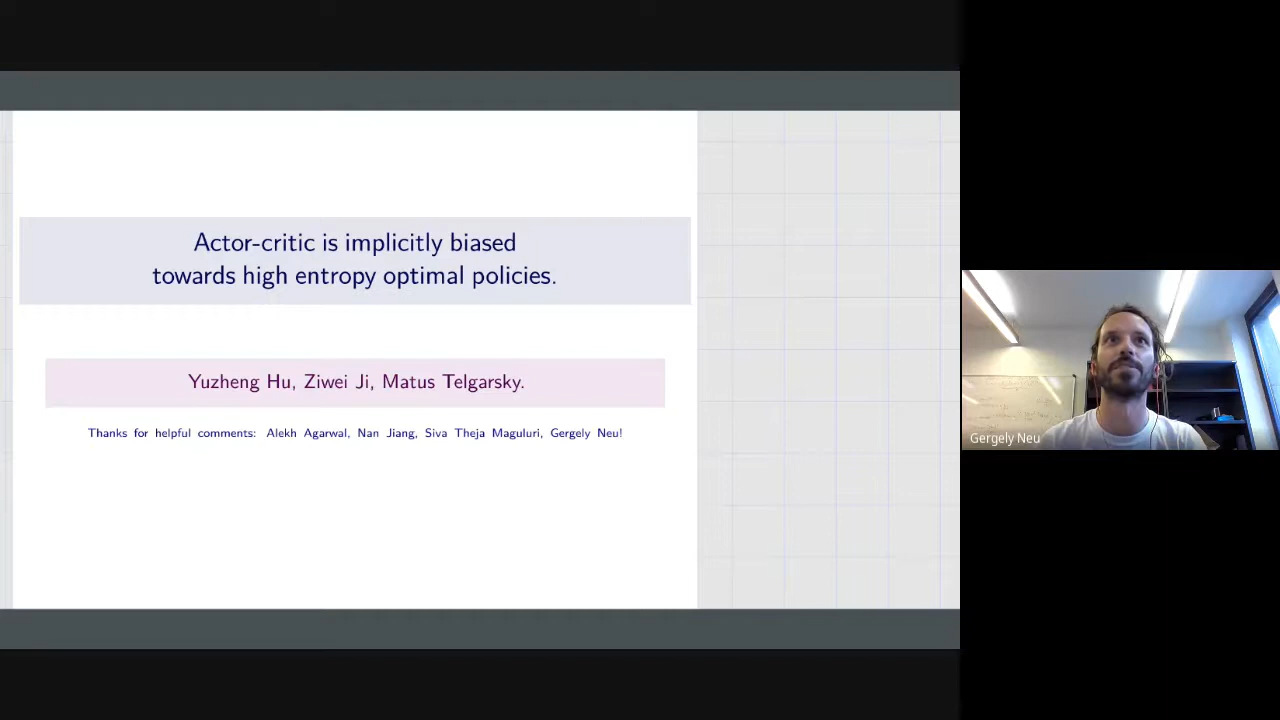 Actor-critic is implicitly biased
towards high entropy optimal policies.
Yuzheng Hu, Ziwei Ji, Matus Telgarsky.
Thanks for helpful comments: Alekh Agarwal, Nan Jiang, Siva Theja Maguluri, Gergely Neu!
Gergely Neu